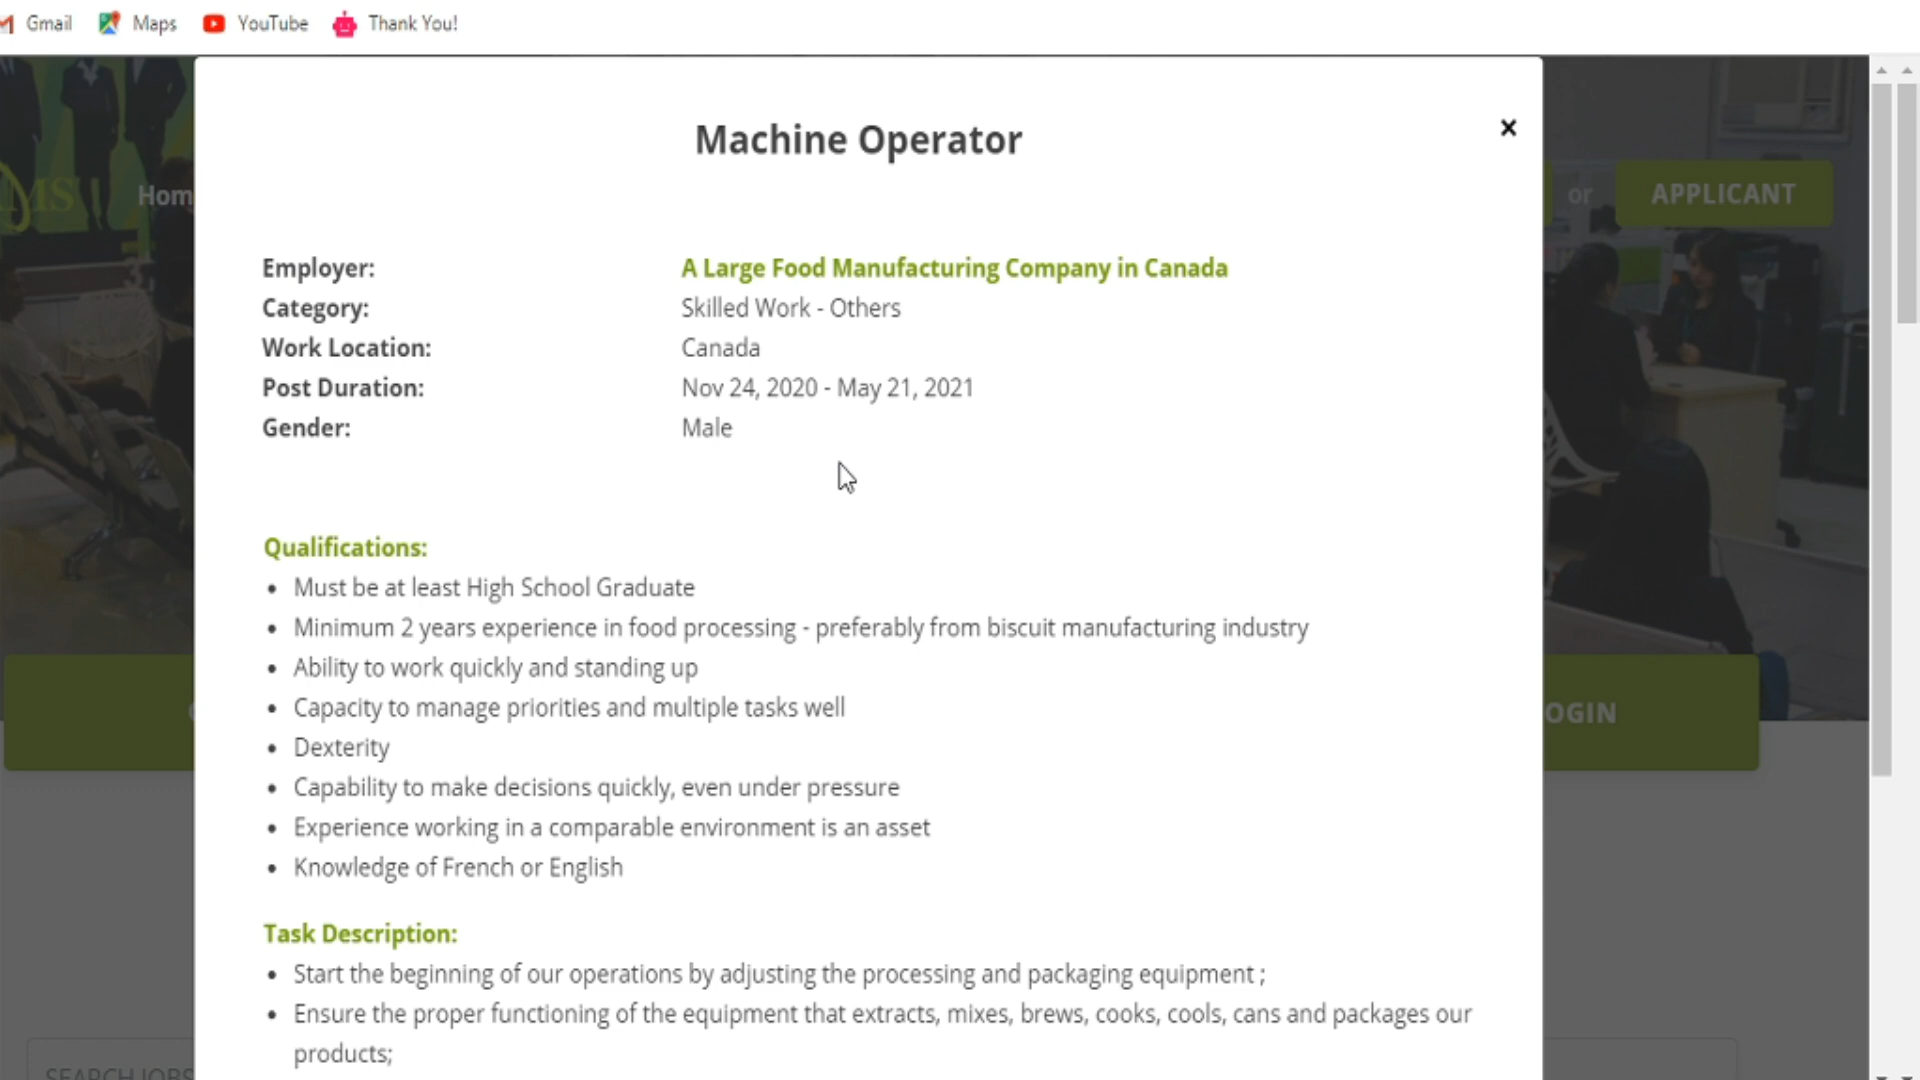 Gmail Maps YouTube Thank You!
Machine Operator
×
MS
Hom
or
APPLICANT
Employer: A Large Food Manufacturing Company in Canada
Category: Skilled Work - Others
Work Location: Canada
Post Duration: Nov 24, 2020 - May 21, 2021
Gender: Male
Qualifications:
• Must be at least High School Graduate
• Minimum 2 years experience in food processing - preferably from biscuit manufacturing industry
• Ability to work quickly and standing up
• Capacity to manage priorities and multiple tasks well
OGIN
• Dexterity
• Capability to make decisions quickly, even under pressure
• Experience working in a comparable environment is an asset
• Knowledge of French or English
Task Description:
• Start the beginning of our operations by adjusting the processing and packaging equipment ;
• Ensure the proper functioning of the equipment that extracts, mixes, brews, cooks, cools, cans and packages our
products;
SEARCH JOBS